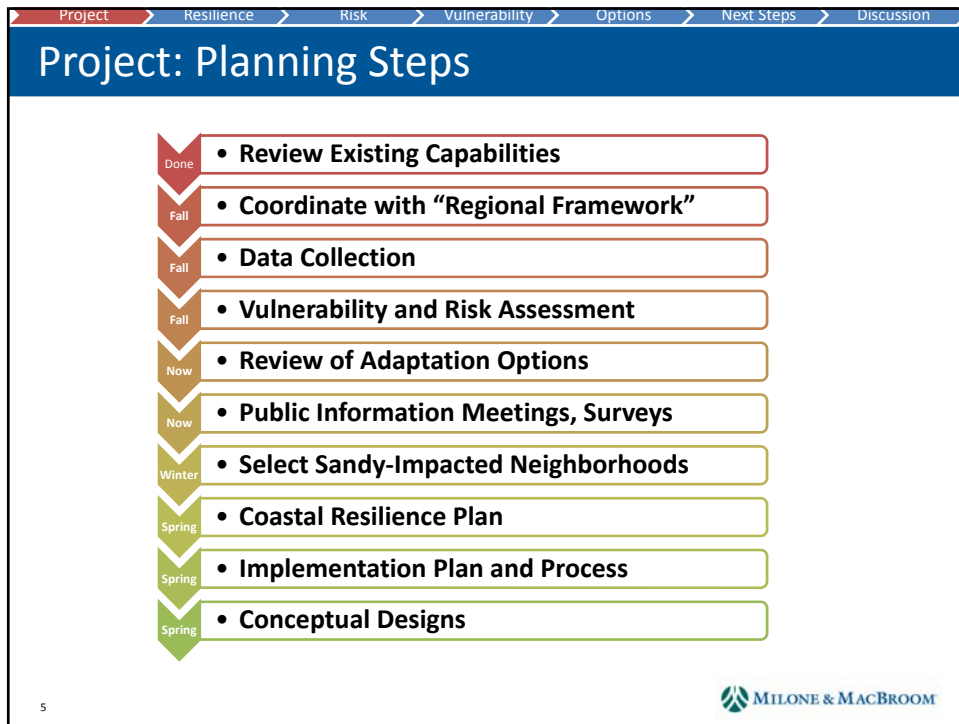 Project Resilience Risk Vulnerability Options Next Steps Discussion
Project: Planning Steps
Done • Review Existing Capabilities
Fall • Coordinate with “Regional Framework”
Fall • Data Collection
Fall • Vulnerability and Risk Assessment
Now • Review of Adaptation Options
Now • Public Information Meetings, Surveys
Winter • Select Sandy-Impacted Neighborhoods
Spring • Coastal Resilience Plan
Spring • Implementation Plan and Process
Spring • Conceptual Designs
5
MILONE & MACBROOM